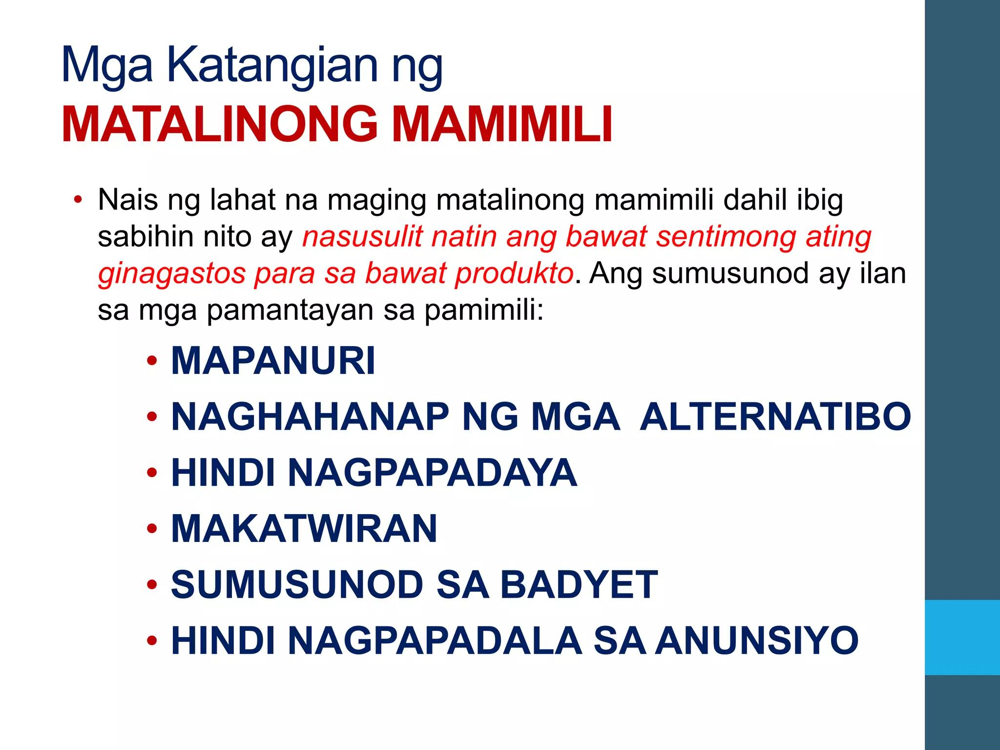 Mga Katangian ng
MATALINONG MAMIMILI
• Nais ng lahat na maging matalinong mamimili dahil ibig
sabihin nito ay nasusulit natin ang bawat sentimong ating
ginagastos para sa bawat produkto. Ang sumusunod ay ilan
sa mga pamantayan sa pamimili:
• MAPANURI
• NAGHAHANAP NG MGA  ALTERNATIBO
• HINDI NAGPAPADAYA
• MAKATWIRAN
• SUMUSUNOD SA BADYET
• HINDI NAGPAPADALA SA ANUNSIYO